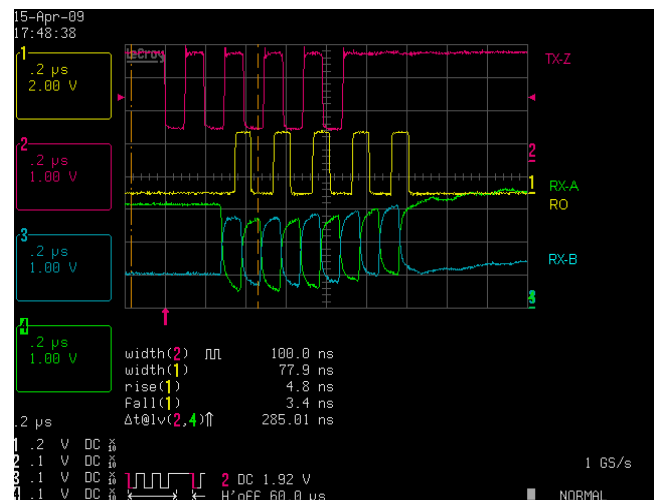 15-Apr-09
17:48:38
LeCroy
TX-Z
1
.2 µs
2.00 V
2
.2 µs
1.00 V
2
1
RX-A
RO
3
.2 µs
1.00 V
RX-B
3
4
.2 µs
1.00 V
width(2) 100.0 ns
width(1) 77.9 ns
rise(1) 4.8 ns
fall(1) 3.4 ns
Δt@lv(2,4)⇑ 285.01 ns
.2 µs
1 .2 V DC X10
2 .1 V DC X10
3 .1 V DC X10
4 .1 V DC X10
1 GS/s
2 DC 1.92 V
H'off 60.0 µs
NORMAL